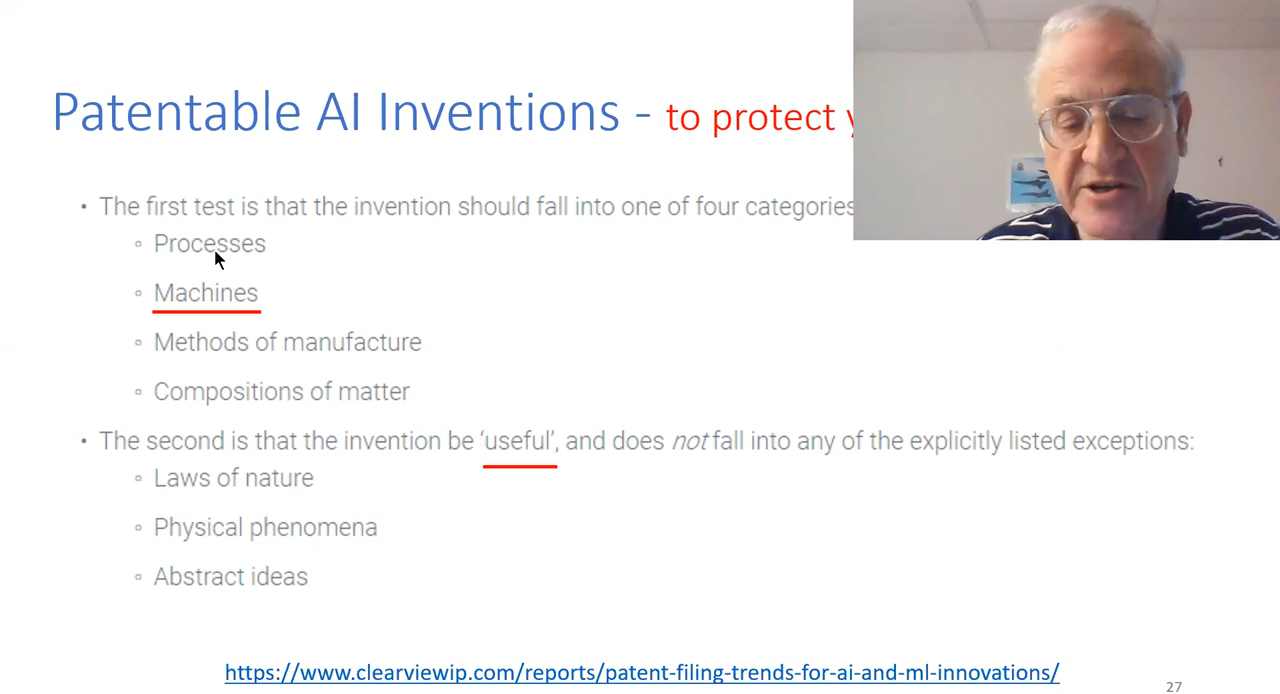 Patentable AI Inventions - to protect
• The first test is that the invention should fall into one of four categories
▫ Processes
▫ Machines
▫ Methods of manufacture
▫ Compositions of matter
• The second is that the invention be ‘useful’, and does not fall into any of the explicitly listed exceptions:
▫ Laws of nature
▫ Physical phenomena
▫ Abstract ideas
https://www.clearviewip.com/reports/patent-filing-trends-for-ai-and-ml-innovations/
27